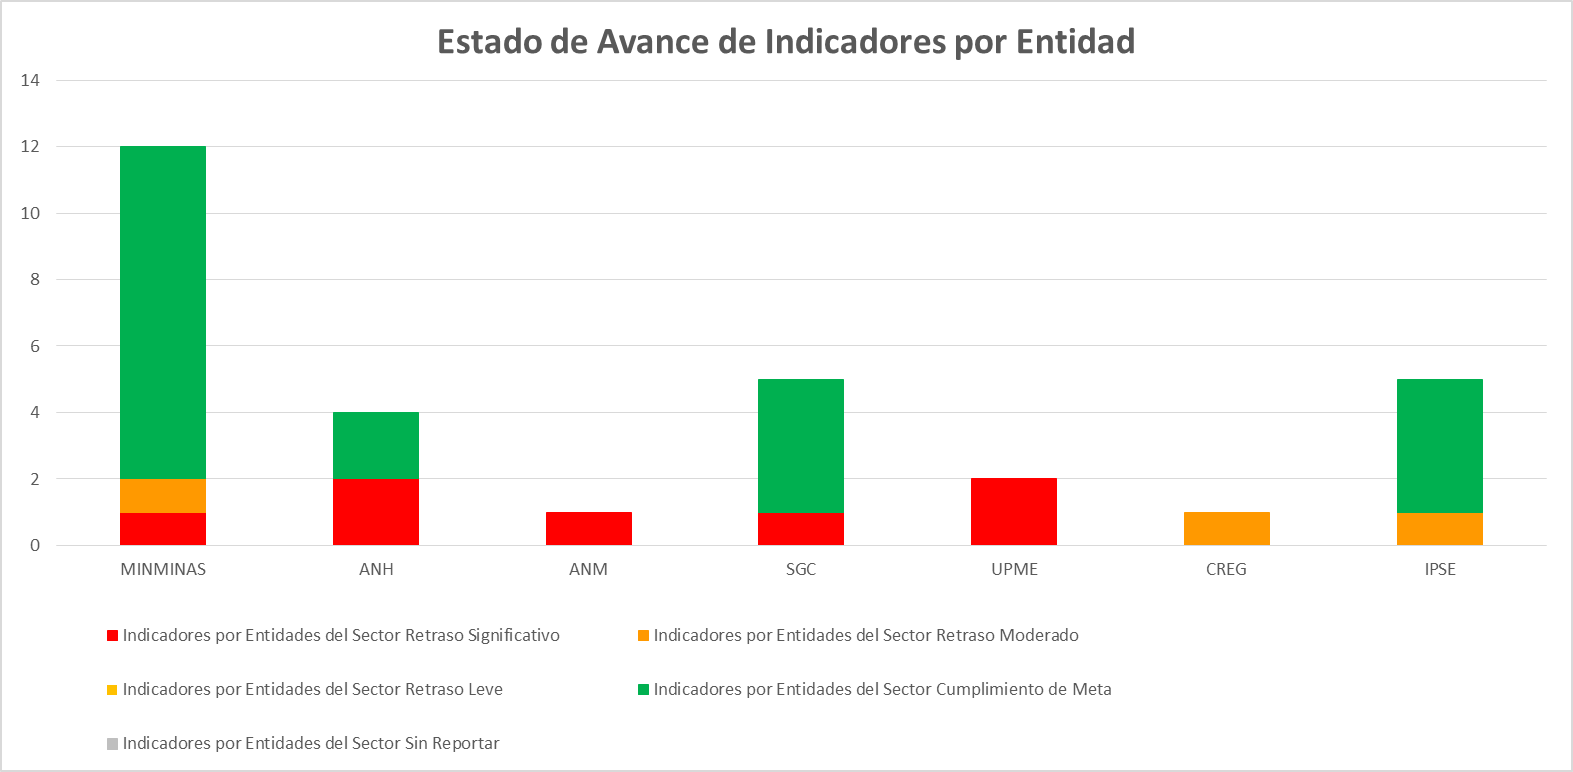 Estado de Avance de Indicadores por Entidad
14
12
10
8
6
4
2
0
MINMINAS ANH ANM SGC UPME CREG IPSE
Indicadores por Entidades del Sector Retraso Significativo Indicadores por Entidades del Sector Retraso Moderado
Indicadores por Entidades del Sector Retraso Leve Indicadores por Entidades del Sector Cumplimiento de Meta
Indicadores por Entidades del Sector Sin Reportar